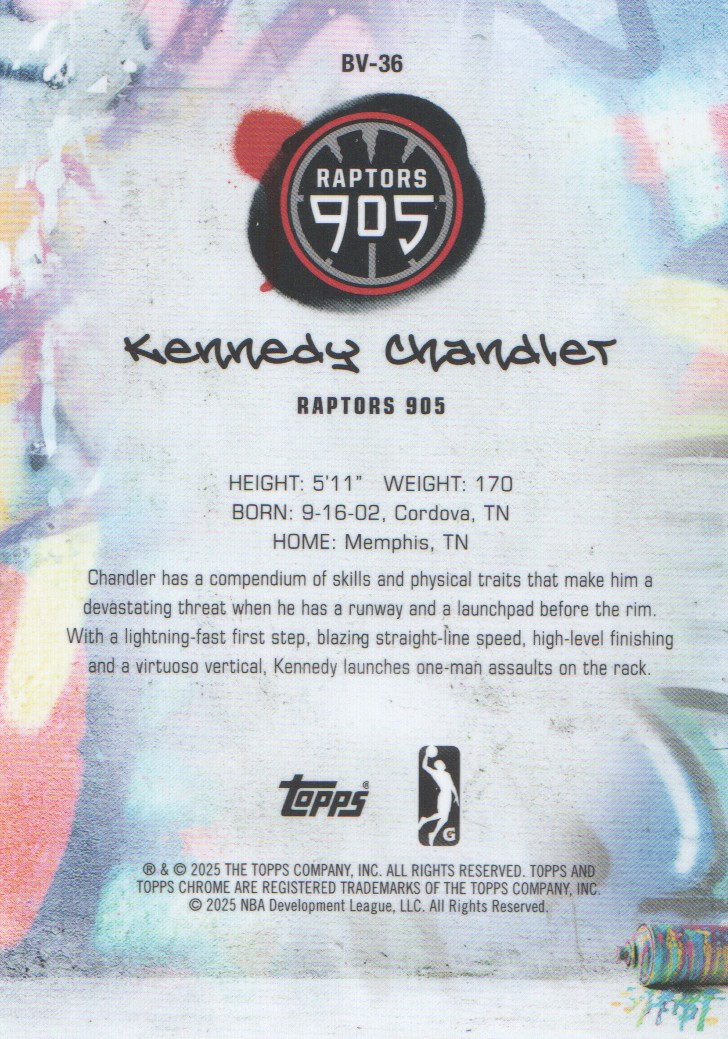 BV-36
RAPTORS
905
Kennedy Chandler
RAPTORS 905
HEIGHT: 5'11" WEIGHT: 170
BORN: 9-16-02, Cordova, TN
HOME: Memphis, TN
Chandler has a compendium of skills and physical traits that make him a
devastating threat when he has a runway and a launchpad before the rim.
With a lightning-fast first step, blazing straight-line speed, high-level finishing
and a virtuoso vertical, Kennedy launches one-man assaults on the rack.
Topps®
G
® & © 2025 THE TOPPS COMPANY, INC. ALL RIGHTS RESERVED. TOPPS AND
TOPPS CHROME ARE REGISTERED TRADEMARKS OF THE TOPPS COMPANY, INC.
© 2025 NBA Development League, LLC. All Rights Reserved.